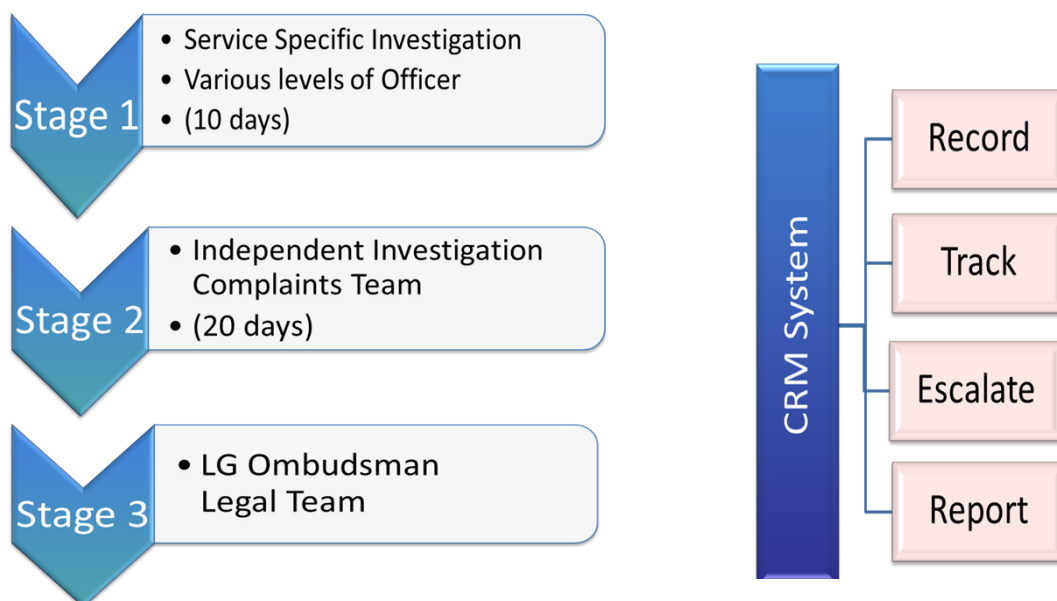 Stage 1
• Service Specific Investigation
• Various levels of Officer
• (10 days)
Stage 2
• Independent Investigation
Complaints Team
• (20 days)
Stage 3
• LG Ombudsman
Legal Team
CRM System
Record
Track
Escalate
Report